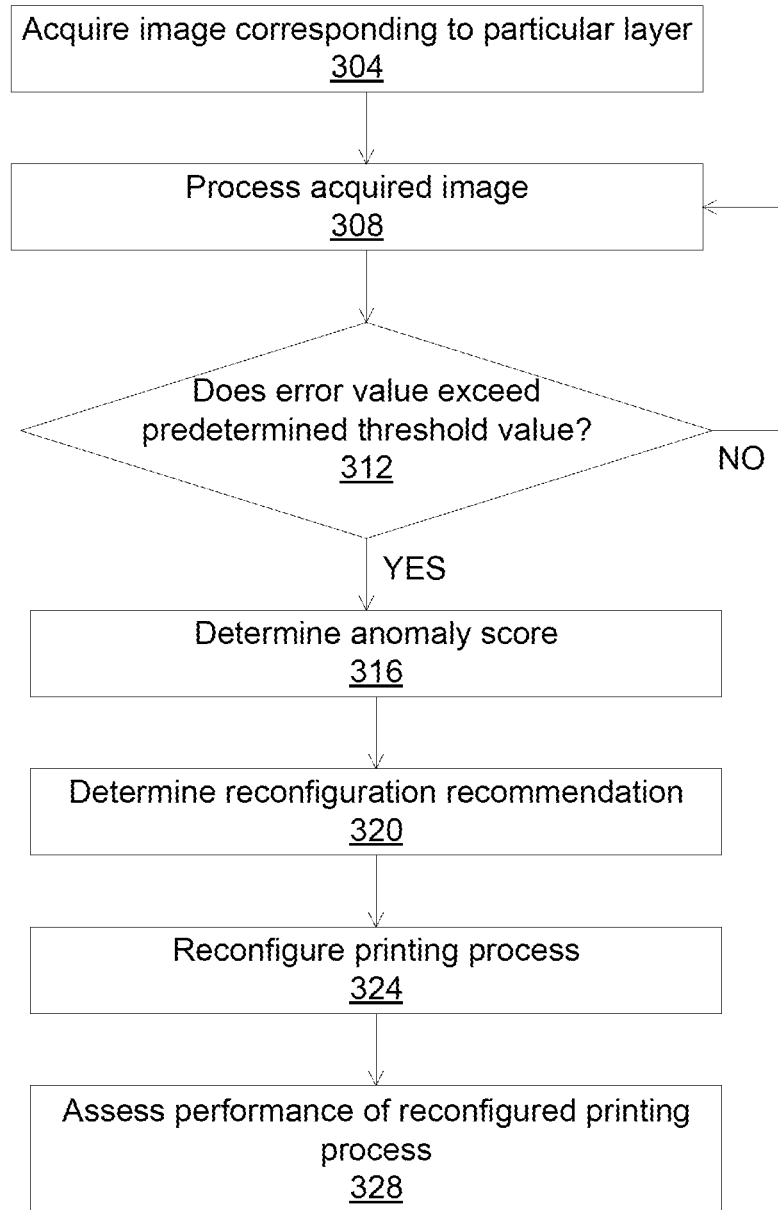 Acquire image corresponding to particular layer
304
Process acquired image
308
Does error value exceed
predetermined threshold value?
312
NO
YES
Determine anomaly score
316
Determine reconfiguration recommendation
320
Reconfigure printing process
324
Assess performance of reconfigured printing
process
328